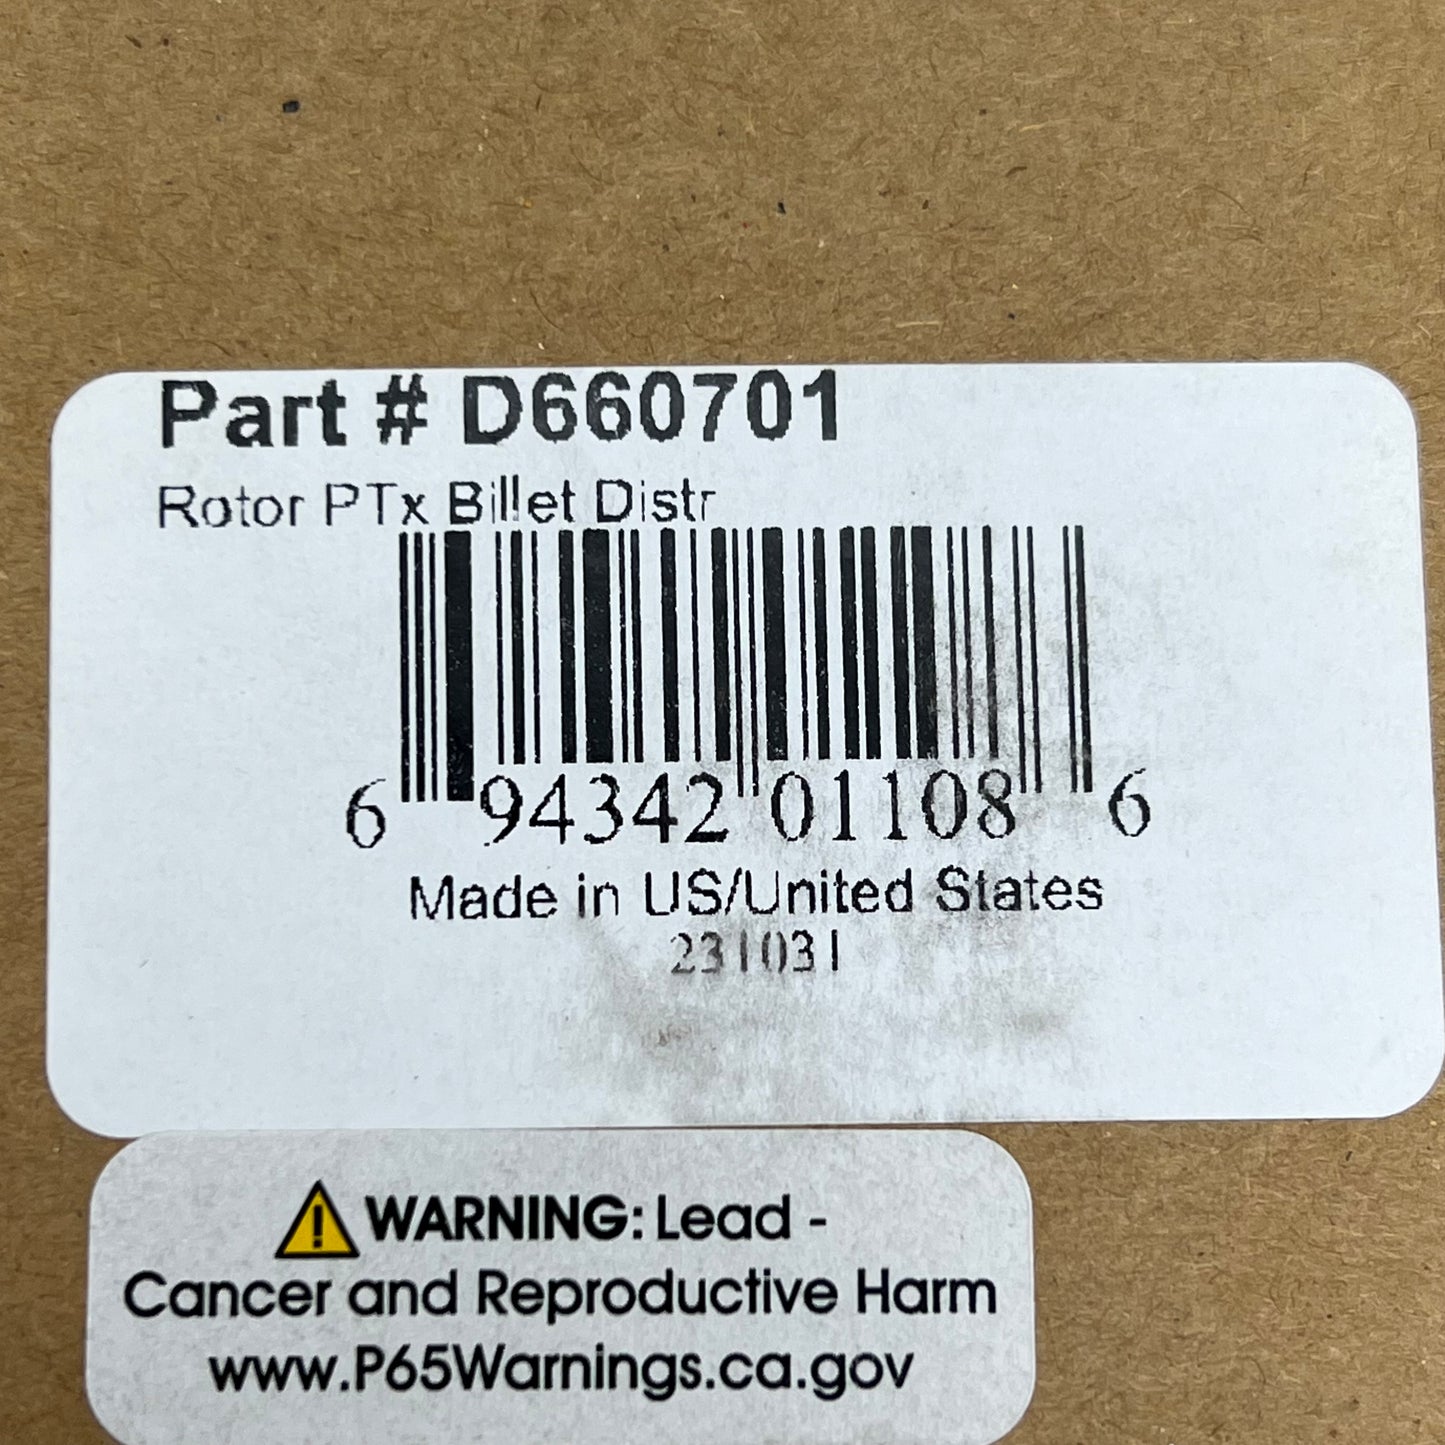 Part # D660701
Rotor PTx Billet Distr
6 94342 01108 6
Made in US/United States
231031
WARNING: Lead -
Cancer and Reproductive Harm
www.P65Warnings.ca.gov